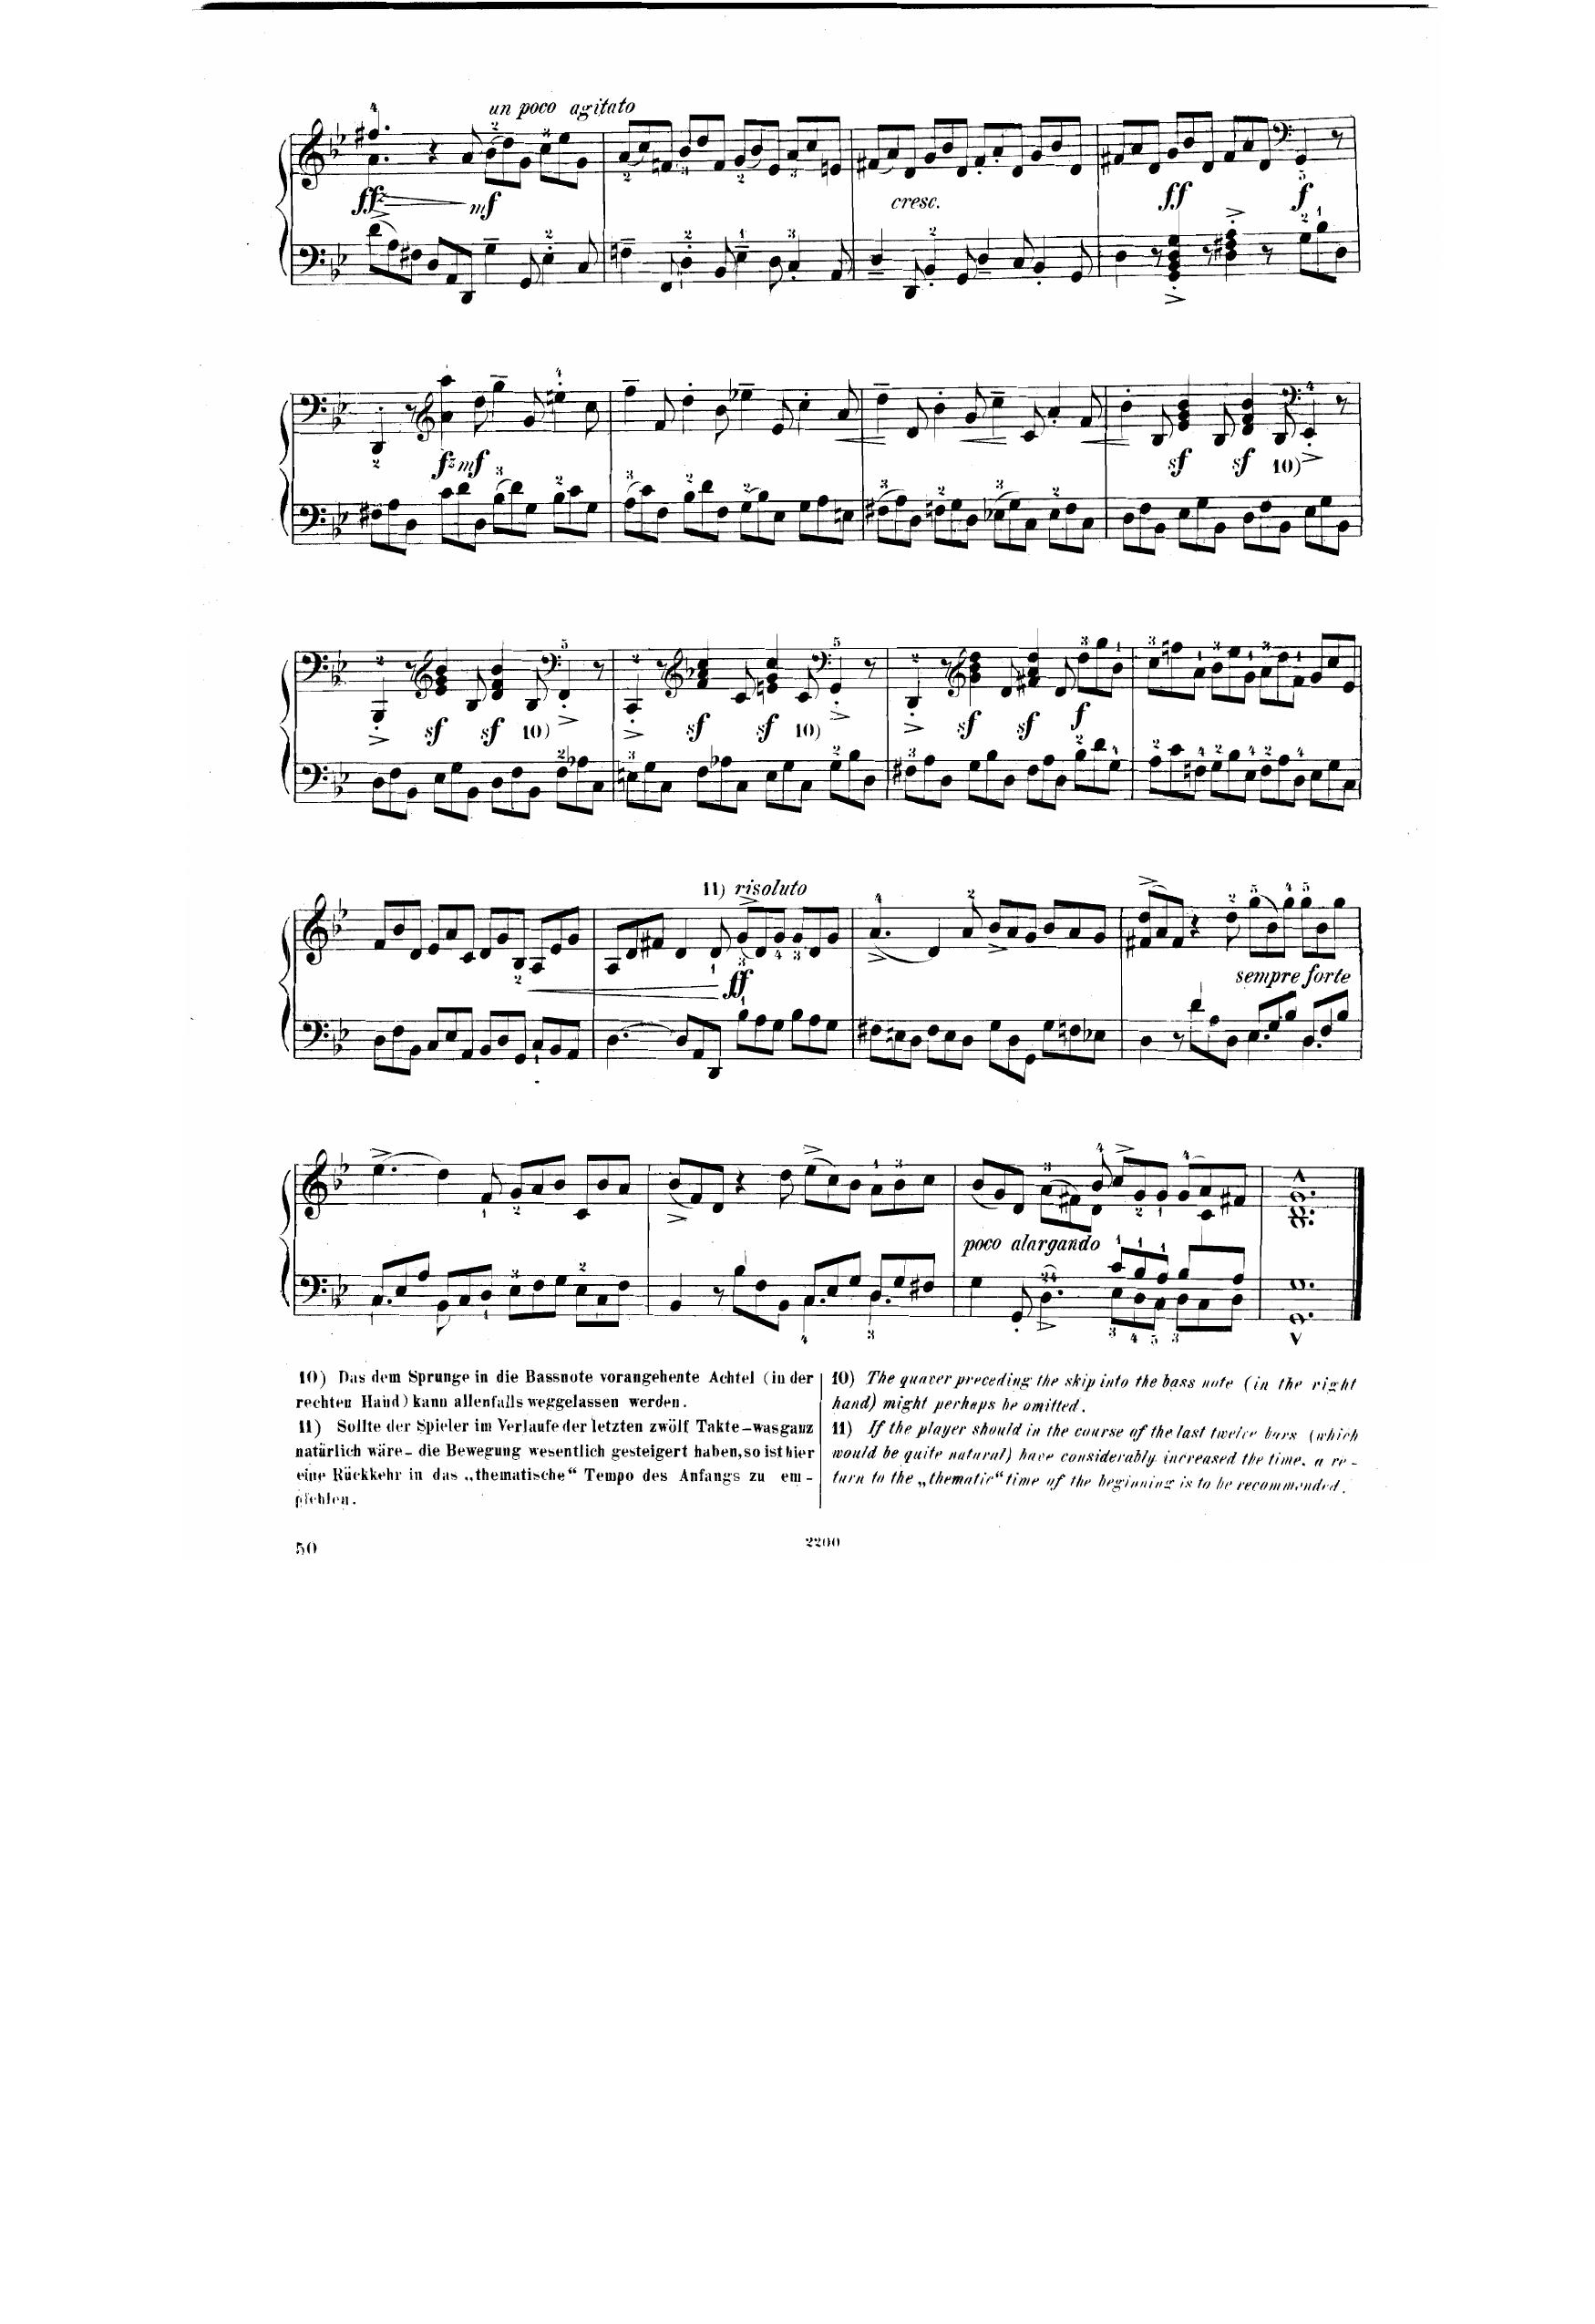 un poco agitato
ffz
mf
cresc.
ff
f
fz mf
sf
sf
10)
sf
sf
10)
sf
sf
10)
sf
sf
f
11) risoluto
ff
sempre forte
poco alargando
10) Das dem Sprunge in die Bassnote vorangehente Achtel (in der
rechten Hand) kann allenfalls weggelassen werden.
11) Sollte der Spieler im Verlaufe der letzten zwölf Takte – was ganz
natürlich wäre – die Bewegung wesentlich gesteigert haben, so ist hier
eine Rückkehr in das „thematische“ Tempo des Anfangs zu em-
pfehlen.
10) The quaver preceding the skip into the bass note (in the right
hand) might perhaps be omitted.
11) If the player should in the course of the last twelve bars (which
would be quite natural) have considerably increased the time, a re-
turn to the „thematic“ time of the beginning is to be recommended.
50
2200